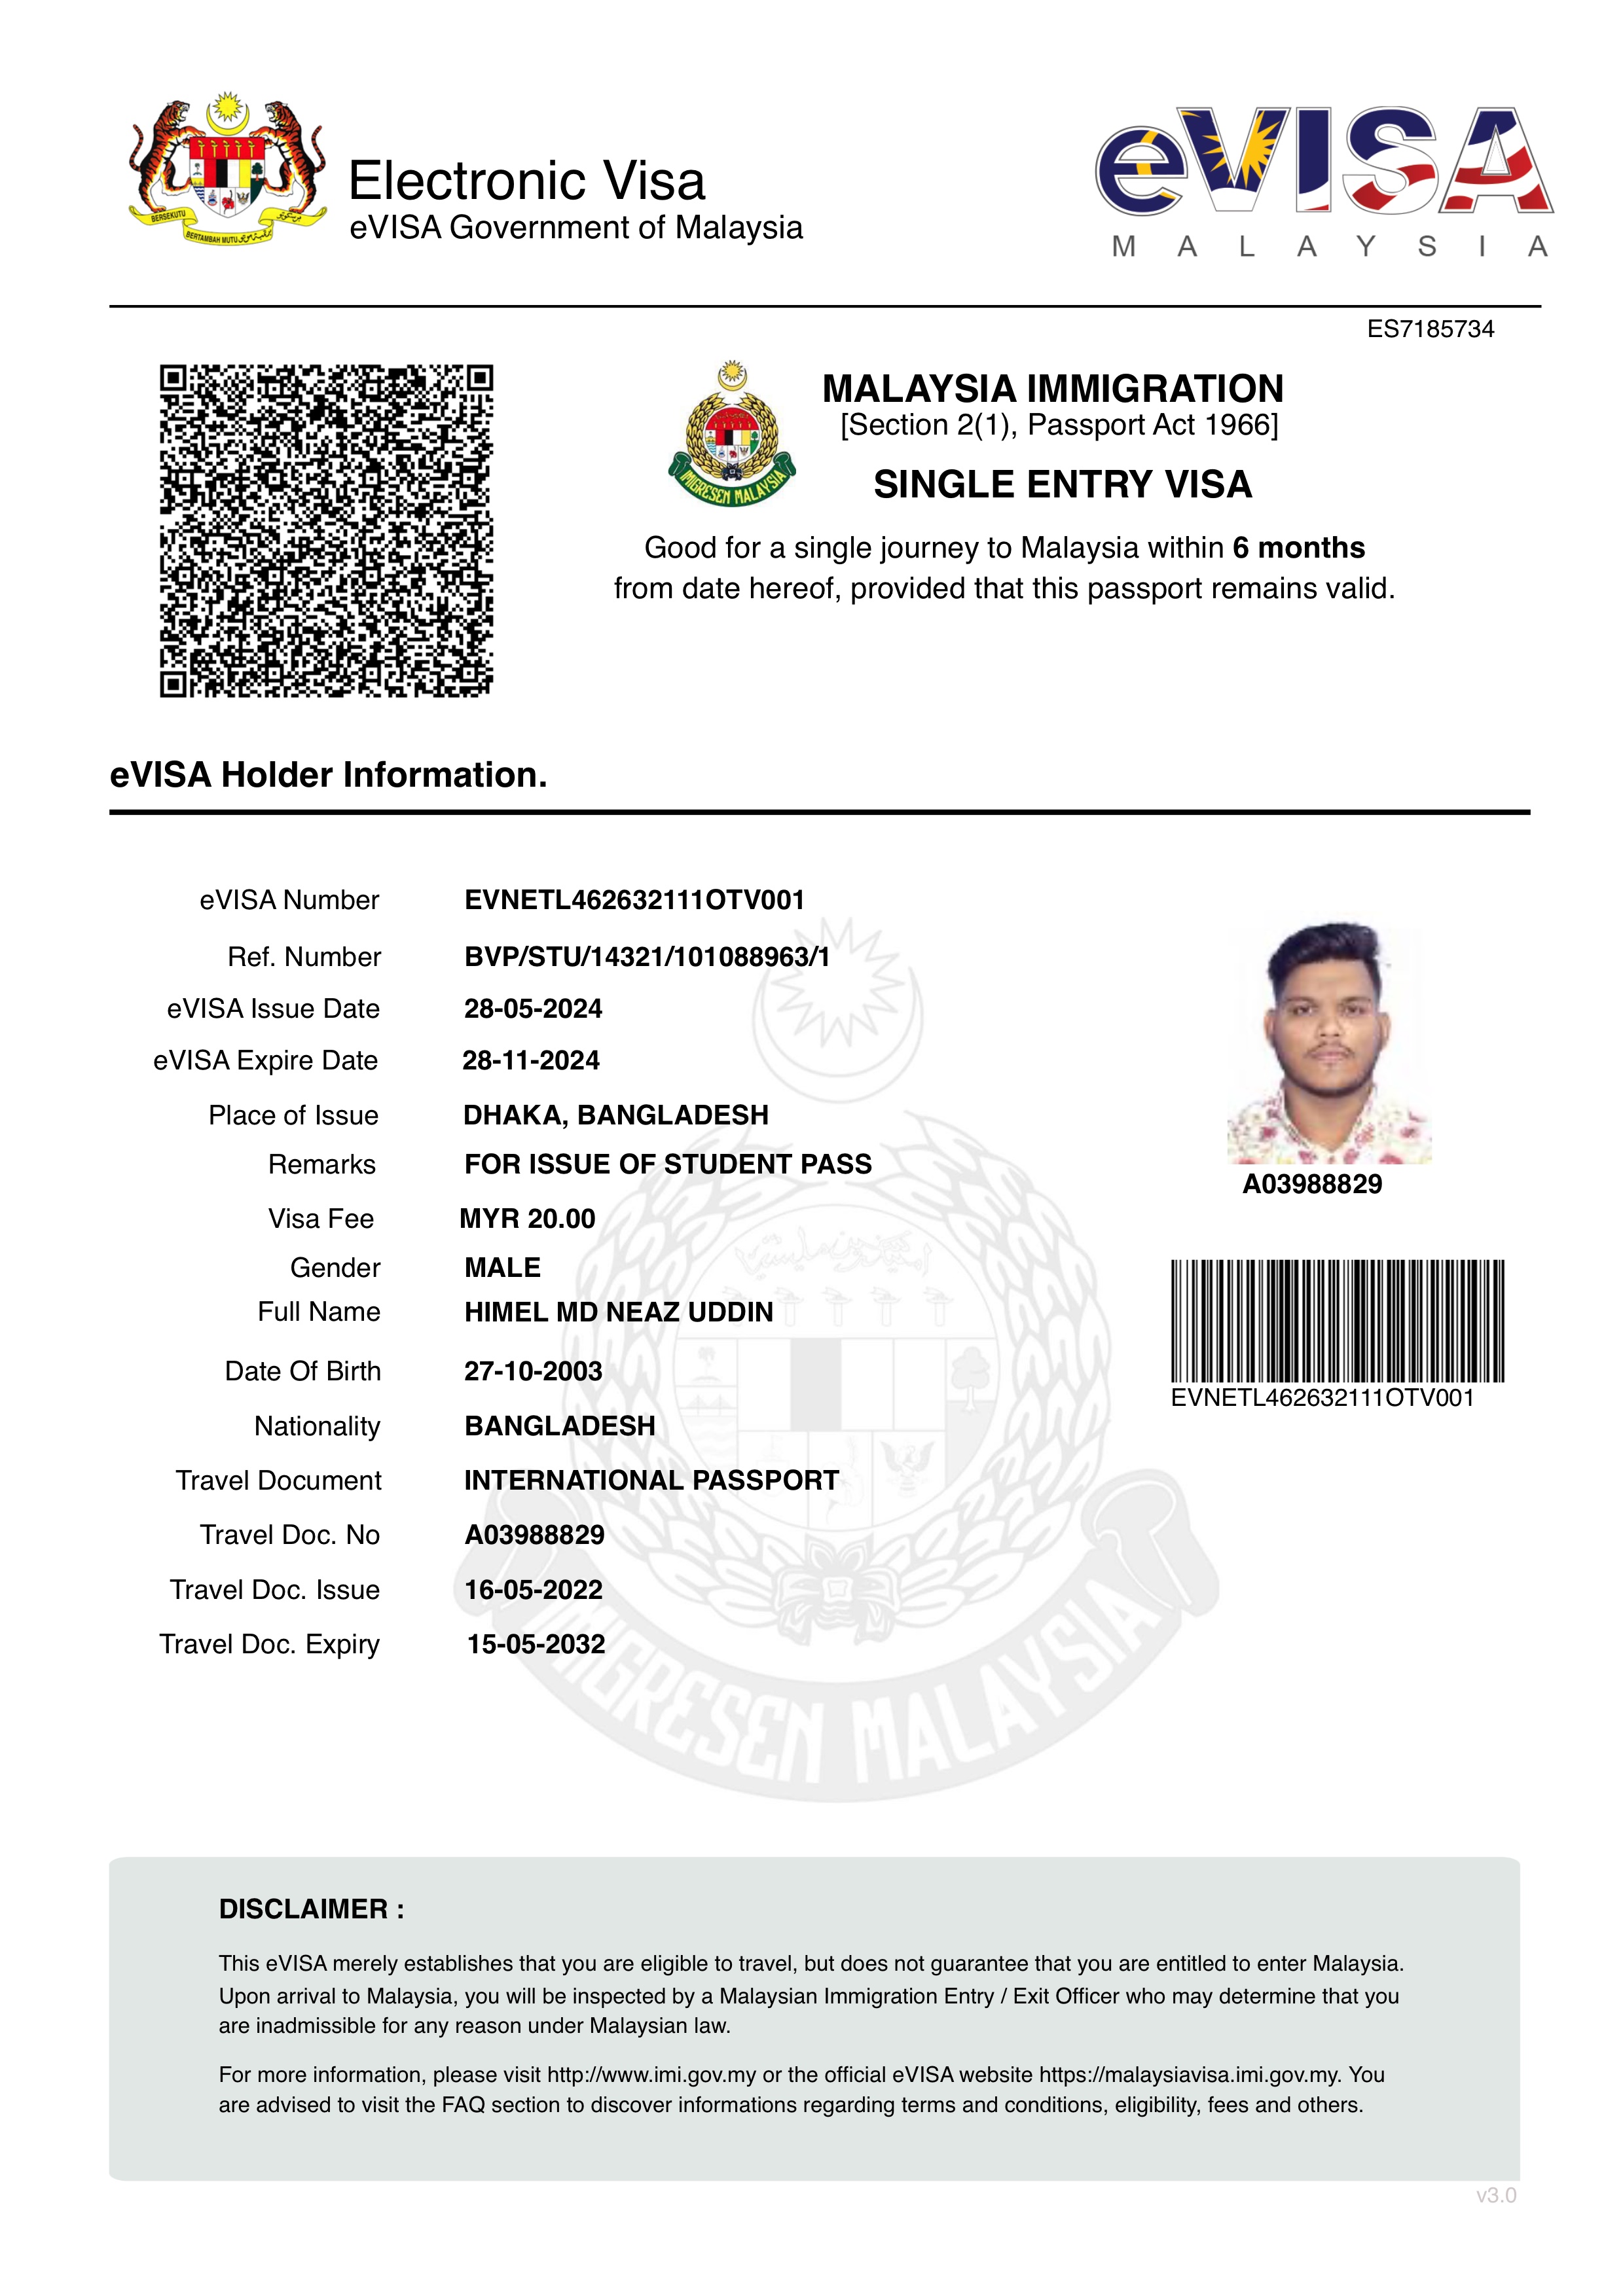 Electronic Visa
eVISA Government of Malaysia
BERSEKUTU
BERTAMBAH MUTU
eVISA
MALAYSIA
ES7185734
IMIGRESEN MALAYSIA
MALAYSIA IMMIGRATION
[Section 2(1), Passport Act 1966]
SINGLE ENTRY VISA
Good for a single journey to Malaysia within 6 months
from date hereof, provided that this passport remains valid.
eVISA Holder Information.
eVISA Number EVNETL462632111OTV001
Ref. Number BVP/STU/14321/101088963/1
eVISA Issue Date 28-05-2024
eVISA Expire Date 28-11-2024
Place of Issue DHAKA, BANGLADESH
Remarks FOR ISSUE OF STUDENT PASS
Visa Fee MYR 20.00
Gender MALE
Full Name HIMEL MD NEAZ UDDIN
Date Of Birth 27-10-2003
Nationality BANGLADESH
Travel Document INTERNATIONAL PASSPORT
Travel Doc. No A03988829
Travel Doc. Issue 16-05-2022
Travel Doc. Expiry 15-05-2032
A03988829
EVNETL462632111OTV001
IMIGRESEN MALAYSIA
DISCLAIMER :
This eVISA merely establishes that you are eligible to travel, but does not guarantee that you are entitled to enter Malaysia.
Upon arrival to Malaysia, you will be inspected by a Malaysian Immigration Entry / Exit Officer who may determine that you
are inadmissible for any reason under Malaysian law.
For more information, please visit http://www.imi.gov.my or the official eVISA website https://malaysiavisa.imi.gov.my. You
are advised to visit the FAQ section to discover informations regarding terms and conditions, eligibility, fees and others.
v3.0